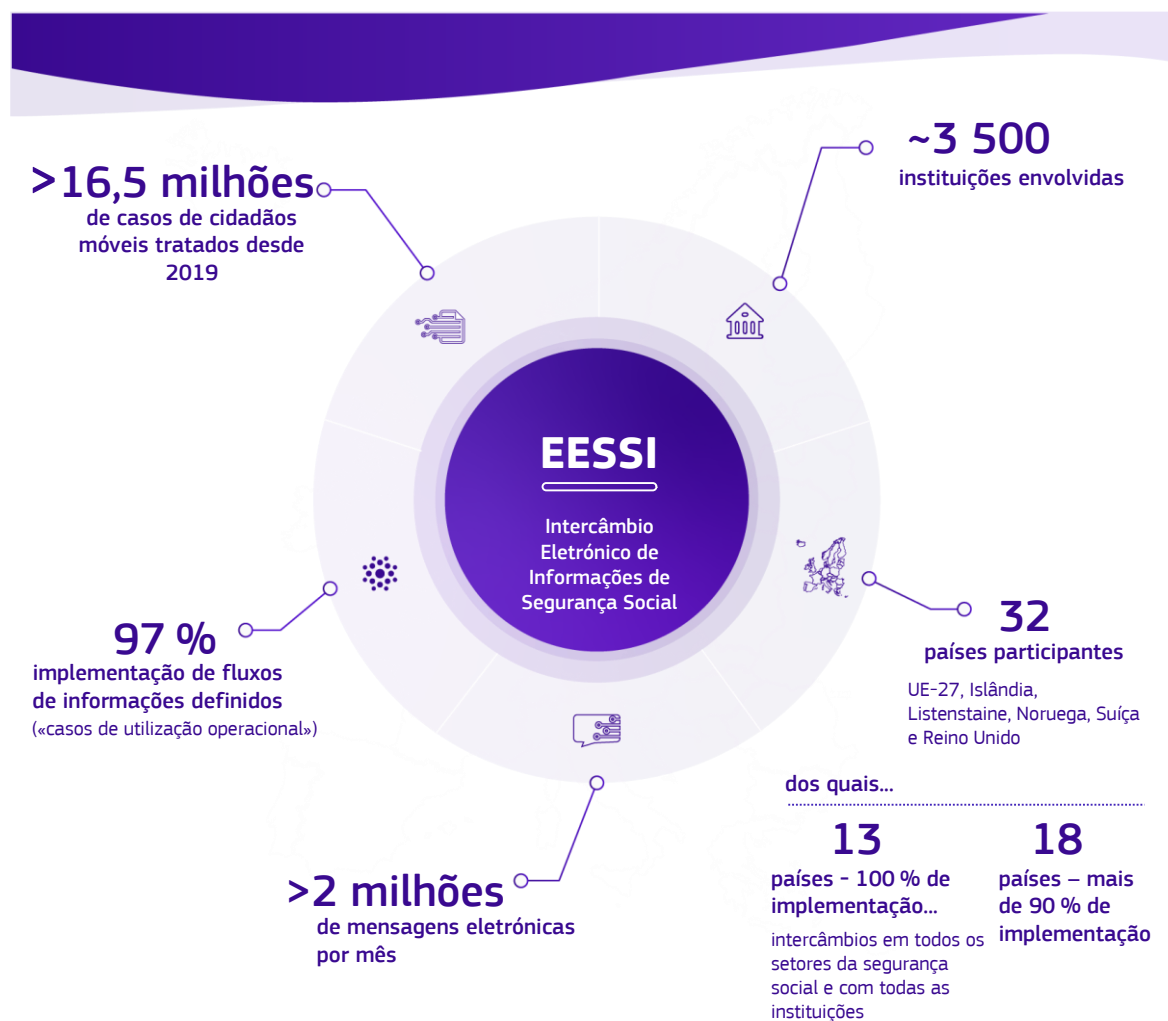 >16,5 milhões
de casos de cidadãos
móveis tratados desde
2019
~3 500
instituições envolvidas
EESSI
Intercâmbio
Eletrónico de
Informações de
Segurança Social
97 %
implementação de fluxos
de informações definidos
(«casos de utilização operacional»)
32
países participantes
UE-27, Islândia,
Listenstaine, Noruega, Suíça
e Reino Unido
>2 milhões
de mensagens eletrónicas
por mês
dos quais...
13
países - 100 % de
implementação...
intercâmbios em todos os
setores da segurança
social e com todas as
instituições
18
países – mais
de 90 % de
implementação